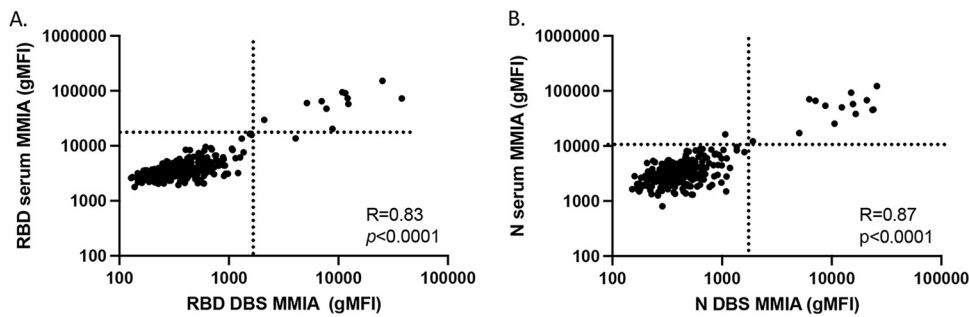 A.
RBD serum MMIA (gMFI)
1000000
100000
10000
1000
100
R=0.83
p<0.0001
100
1000
10000
100000
RBD DBS MMIA (gMFI)
B.
N serum MMIA (gMFI)
1000000
100000
10000
1000
100
R=0.87
p<0.0001
100
1000
10000
100000
N DBS MMIA (gMFI)